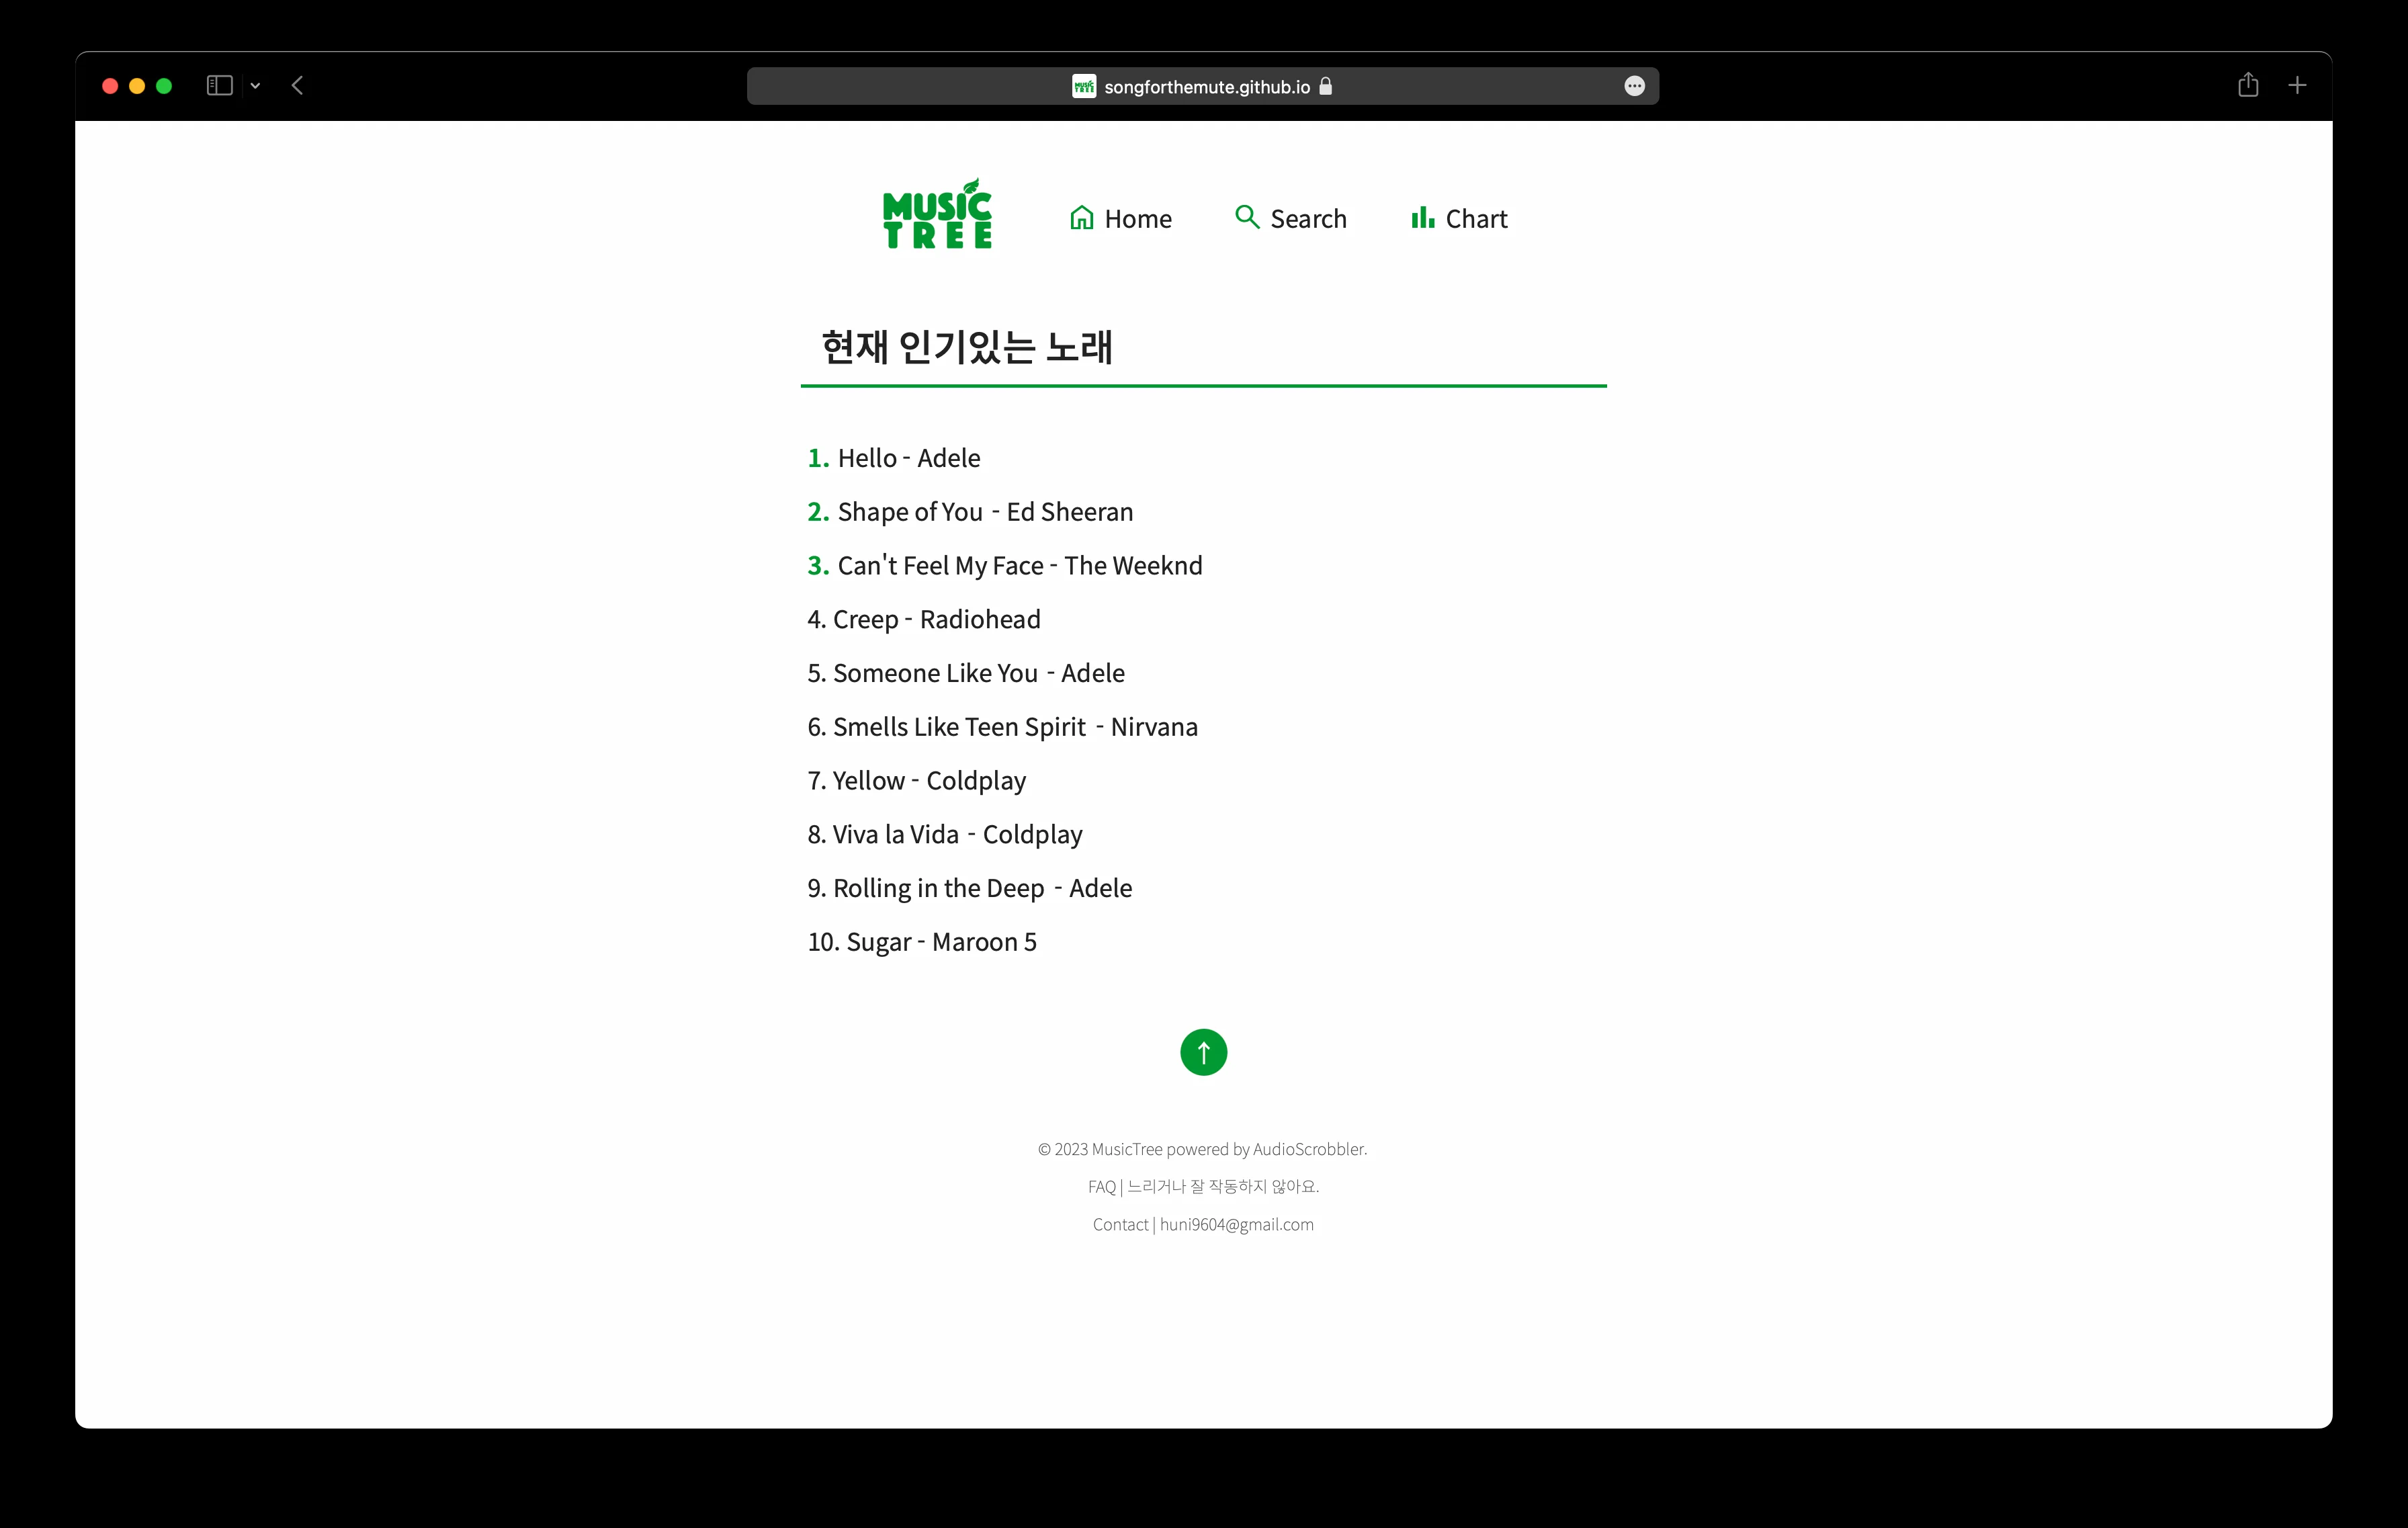 songforthemute.github.io
MUSIC
TREE
Home
Search
Chart
현재 인기있는 노래
1. Hello - Adele
2. Shape of You - Ed Sheeran
3. Can't Feel My Face - The Weeknd
4. Creep - Radiohead
5. Someone Like You - Adele
6. Smells Like Teen Spirit - Nirvana
7. Yellow - Coldplay
8. Viva la Vida - Coldplay
9. Rolling in the Deep - Adele
10. Sugar - Maroon 5
© 2023 MusicTree powered by AudioScrobbler.
FAQ | 느리거나 잘 작동하지 않아요.
Contact | huni9604@gmail.com